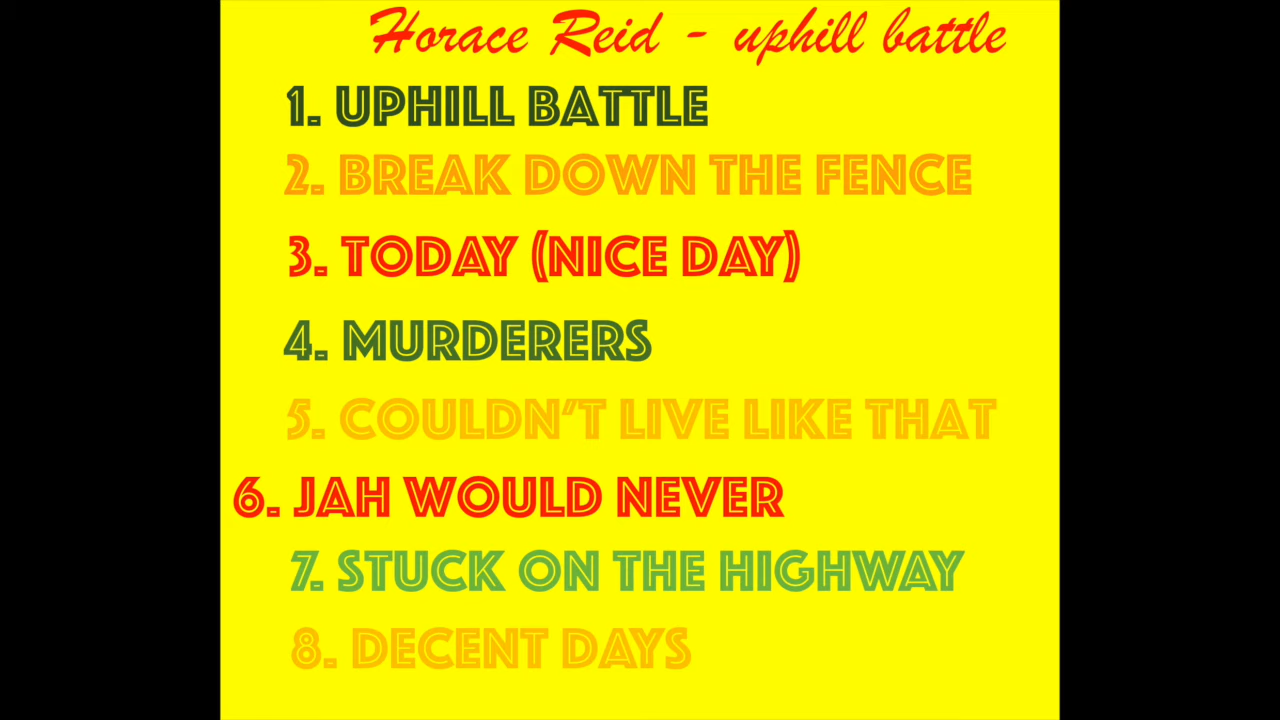 Horace Reid - uphill battle
1. UPHILL BATTLE
2. BREAK DOWN THE FENCE
3. TODAY (NICE DAY)
4. MURDERERS
5. COULDN'T LIVE LIKE THAT
6. JAH WOULD NEVER
7. STUCK ON THE HIGHWAY
8. DECENT DAYS